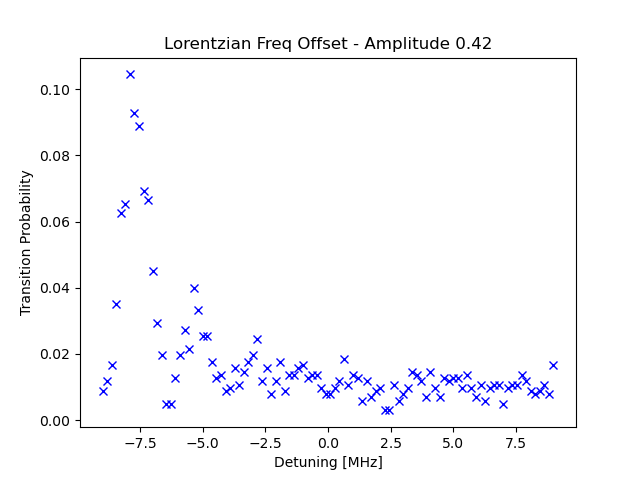 Lorentzian Freq Offset - Amplitude 0.42
0.10
0.08
0.06
0.04
0.02
0.00
Transition Probability
−7.5 −5.0 −2.5 0.0 2.5 5.0 7.5
Detuning [MHz]